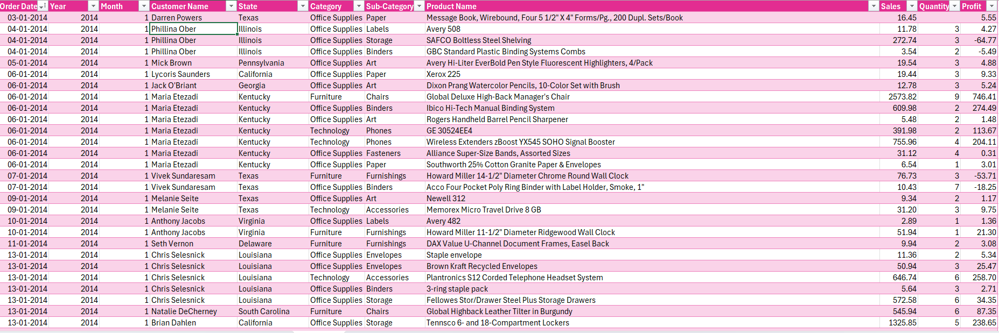 Order Date Year Month Customer Name State Category Sub-Category Product Name Sales Quantity Profit
03-01-2014 2014 1 Darren Powers Texas Office Supplies Paper Message Book, Wirebound, Four 5 1/2" X 4" Forms/Pg., 200 Dupl. Sets/Book 16.45 5.55
04-01-2014 2014 1 Phillina Ober Illinois Office Supplies Labels Avery 508 11.78 3 4.27
04-01-2014 2014 1 Phillina Ober Illinois Office Supplies Storage SAFCO Boltless Steel Shelving 272.74 3 -64.77
04-01-2014 2014 1 Phillina Ober Illinois Office Supplies Binders GBC Standard Plastic Binding Systems Combs 3.54 2 -5.49
05-01-2014 2014 1 Mick Brown Pennsylvania Office Supplies Art Avery Hi-Liter EverBold Pen Style Fluorescent Highlighters, 4/Pack 19.54 3 4.88
06-01-2014 2014 1 Lycoris Saunders California Office Supplies Paper Xerox 225 19.44 3 9.33
06-01-2014 2014 1 Jack O'Briant Georgia Office Supplies Art Dixon Prang Watercolor Pencils, 10-Color Set with Brush 12.78 3 5.24
06-01-2014 2014 1 Maria Etezadi Kentucky Furniture Chairs Global Deluxe High-Back Manager's Chair 2573.82 9 746.41
06-01-2014 2014 1 Maria Etezadi Kentucky Office Supplies Binders Ibico Hi-Tech Manual Binding System 609.98 2 274.49
06-01-2014 2014 1 Maria Etezadi Kentucky Office Supplies Art Rogers Handheld Barrel Pencil Sharpener 5.48 2 1.48
06-01-2014 2014 1 Maria Etezadi Kentucky Technology Phones GE 30524EE4 391.98 2 113.67
06-01-2014 2014 1 Maria Etezadi Kentucky Technology Phones Wireless Extenders zBoost YX545 SOHO Signal Booster 755.96 4 204.11
06-01-2014 2014 1 Maria Etezadi Kentucky Office Supplies Fasteners Alliance Super-Size Bands, Assorted Sizes 31.12 4 0.31
06-01-2014 2014 1 Maria Etezadi Kentucky Office Supplies Paper Southworth 25% Cotton Granite Paper & Envelopes 6.54 1 3.01
07-01-2014 2014 1 Vivek Sundaresam Texas Furniture Furnishings Howard Miller 14-1/2" Diameter Chrome Round Wall Clock 76.73 3 -53.71
07-01-2014 2014 1 Vivek Sundaresam Texas Office Supplies Binders Acco Four Pocket Poly Ring Binder with Label Holder, Smoke, 1" 10.43 7 -18.25
09-01-2014 2014 1 Melanie Seite Texas Office Supplies Art Newell 312 9.34 2 1.17
09-01-2014 2014 1 Melanie Seite Texas Technology Accessories Memorex Micro Travel Drive 8 GB 31.20 3 9.75
10-01-2014 2014 1 Anthony Jacobs Virginia Office Supplies Labels Avery 482 2.89 1 1.36
10-01-2014 2014 1 Anthony Jacobs Virginia Furniture Furnishings Howard Miller 11-1/2" Diameter Ridgewood Wall Clock 51.94 1 21.30
11-01-2014 2014 1 Seth Vernon Delaware Furniture Furnishings DAX Value U-Channel Document Frames, Easel Back 9.94 2 3.08
13-01-2014 2014 1 Chris Selesnick Louisiana Office Supplies Envelopes Staple envelope 11.36 2 5.34
13-01-2014 2014 1 Chris Selesnick Louisiana Office Supplies Envelopes Brown Kraft Recycled Envelopes 50.94 3 25.47
13-01-2014 2014 1 Chris Selesnick Louisiana Technology Accessories Plantronics S12 Corded Telephone Headset System 646.74 6 258.70
13-01-2014 2014 1 Chris Selesnick Louisiana Office Supplies Binders 3-ring staple pack 5.64 3 2.71
13-01-2014 2014 1 Chris Selesnick Louisiana Office Supplies Storage Fellowes Stor/Drawer Steel Plus Storage Drawers 572.58 6 34.35
13-01-2014 2014 1 Natalie DeCherney South Carolina Furniture Chairs Global Highback Leather Tilter in Burgundy 545.94 6 87.35
13-01-2014 2014 1 Brian Dahlen California Office Supplies Storage Tennsco 6- and 18-Compartment Lockers 1325.85 5 238.65